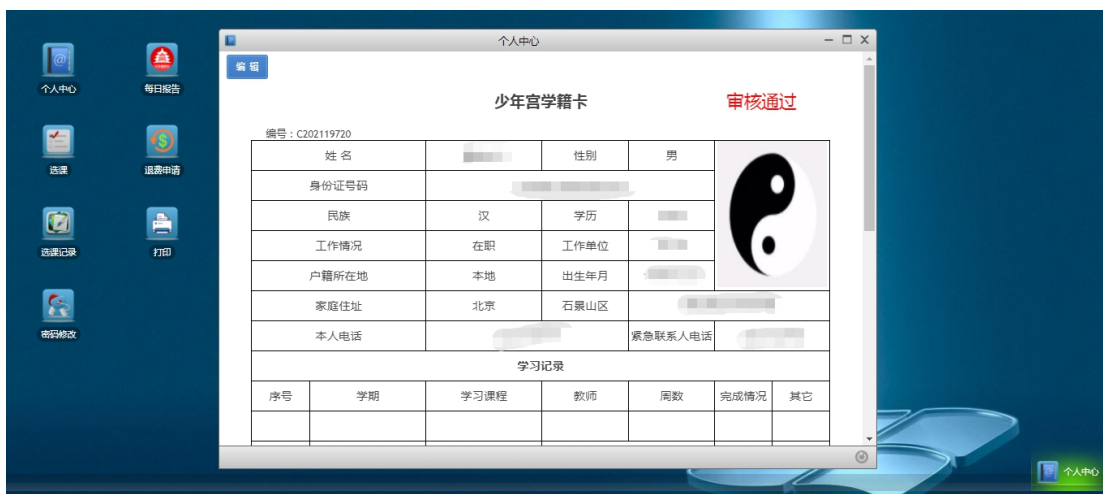 个人中心
每日报告
选课
退费申请
选课记录
打印
密码修改
个人中心
编 辑
少年宫学籍卡
审核通过
编号：C202119720
姓 名 性别 男
身份证号码
民族 汉 学历
工作情况 在职 工作单位
户籍所在地 本地 出生年月
家庭住址 北京 石景山区
本人电话 紧急联系人电话
学习记录
序号 学期 学习课程 教师 周数 完成情况 其它
个人中心